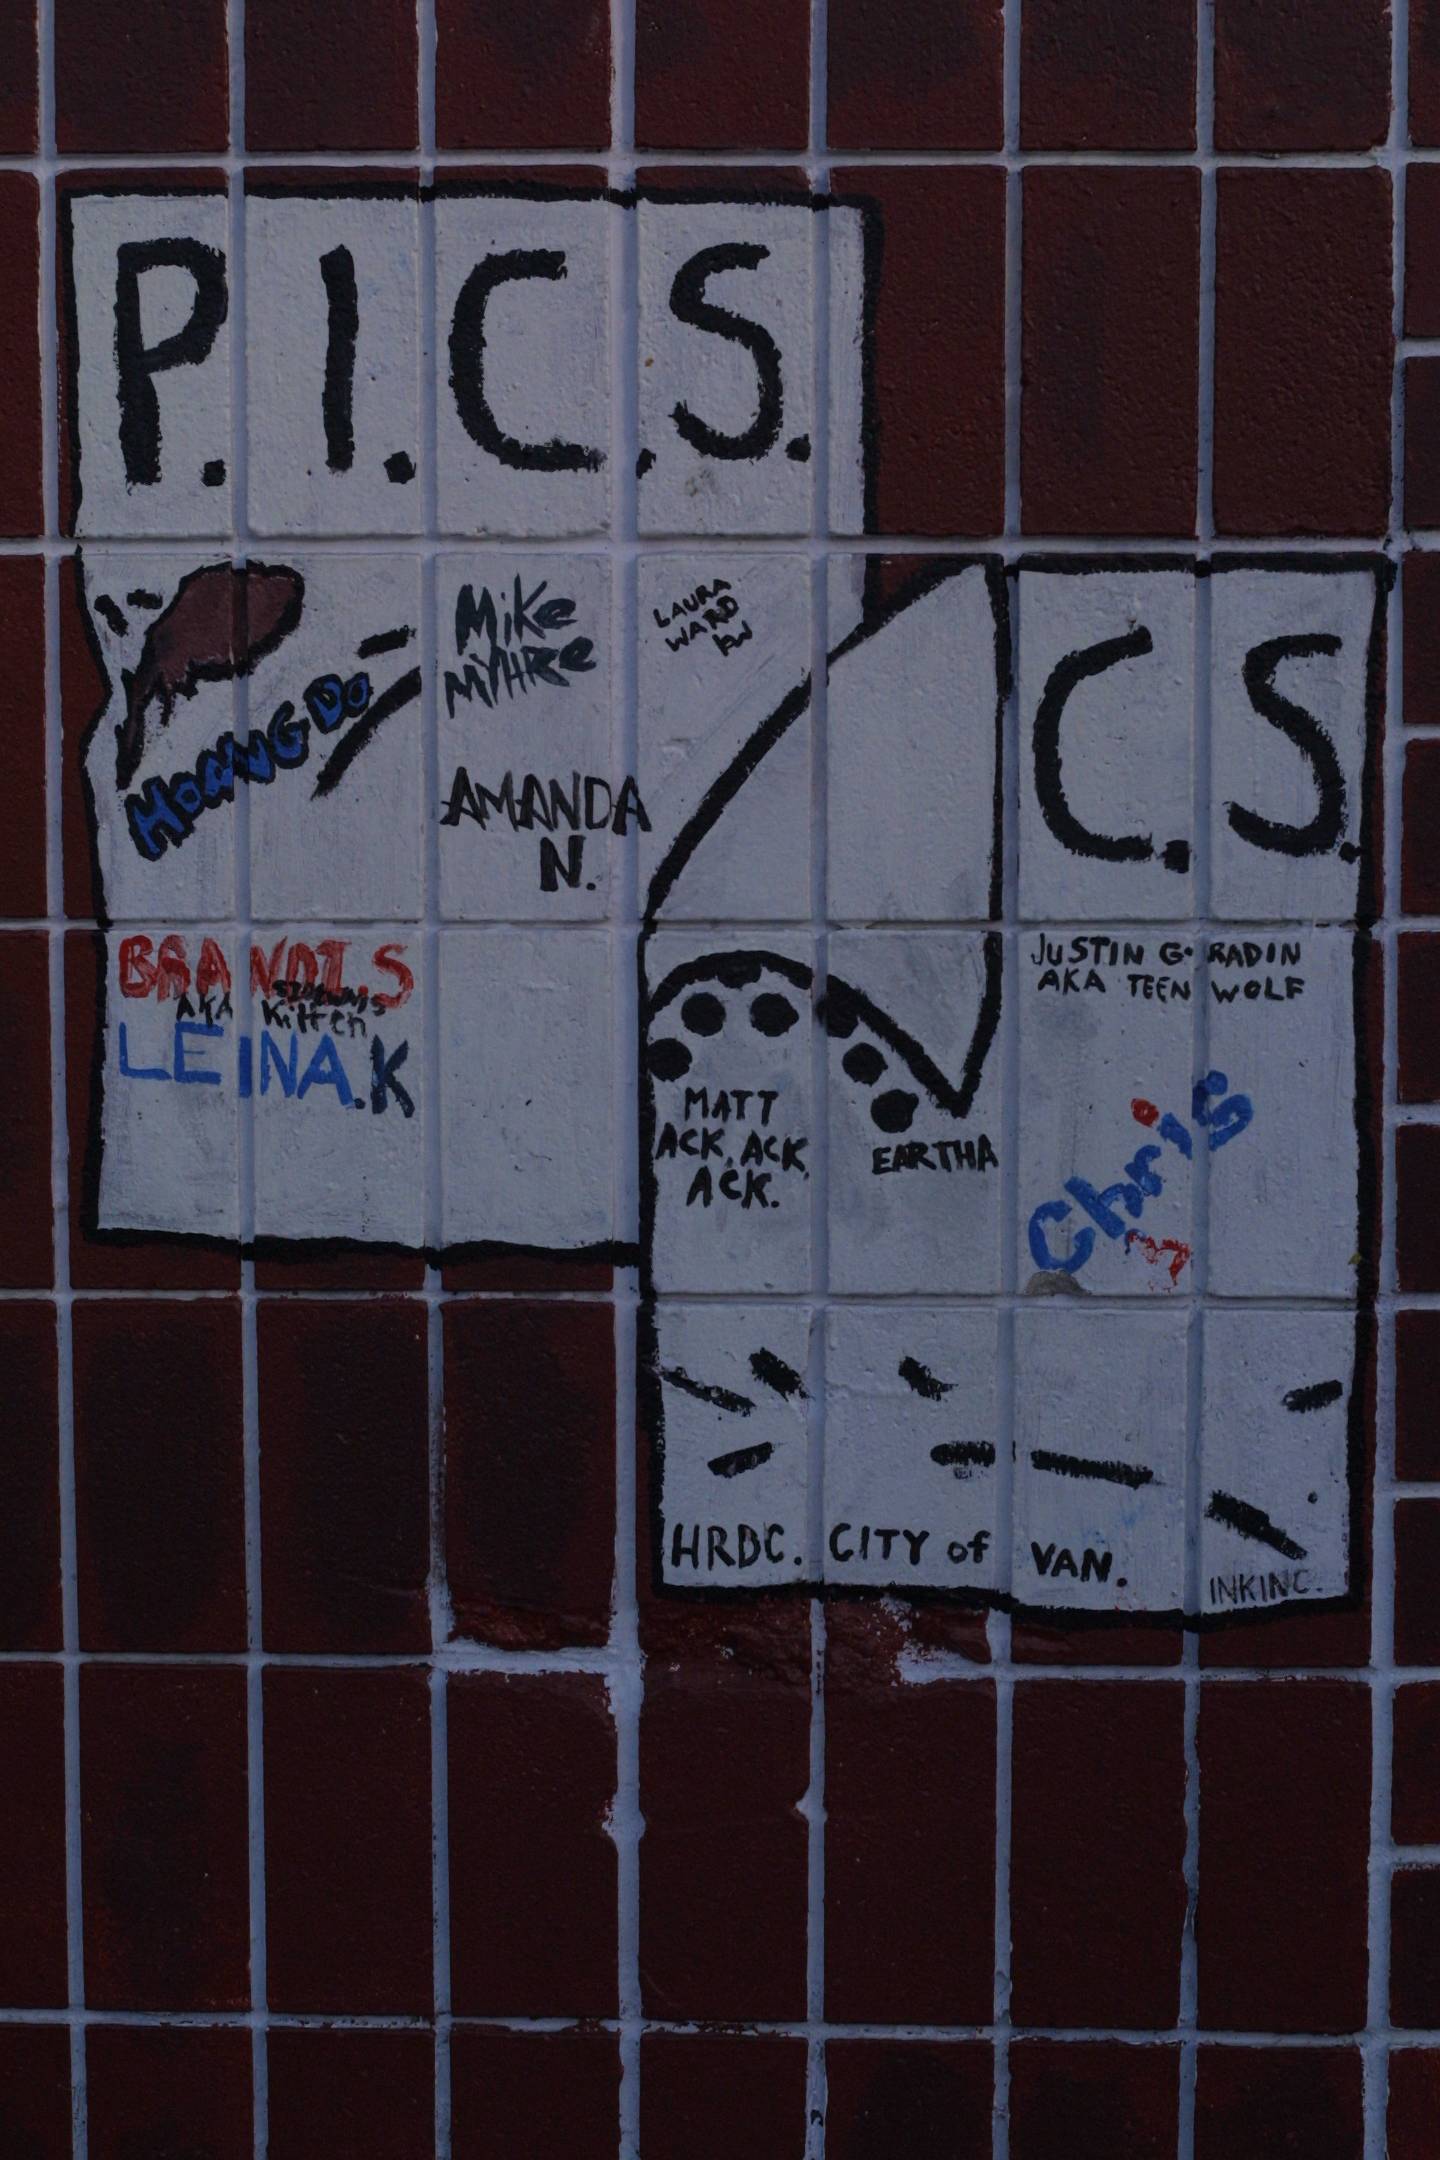 P.I.C.S.
HOANG DO
MIKE
MYHRE
LAURA
WARD
AMANDA
N.
BRANDI.S
AKA
Kitten
LEINA.K
C.S.
JUSTIN GRADIN
AKA TEEN WOLF
MATT
ACK, ACK,
ACK.
EARTHA
Chris
HRDC. CITY of VAN.
INKINC.